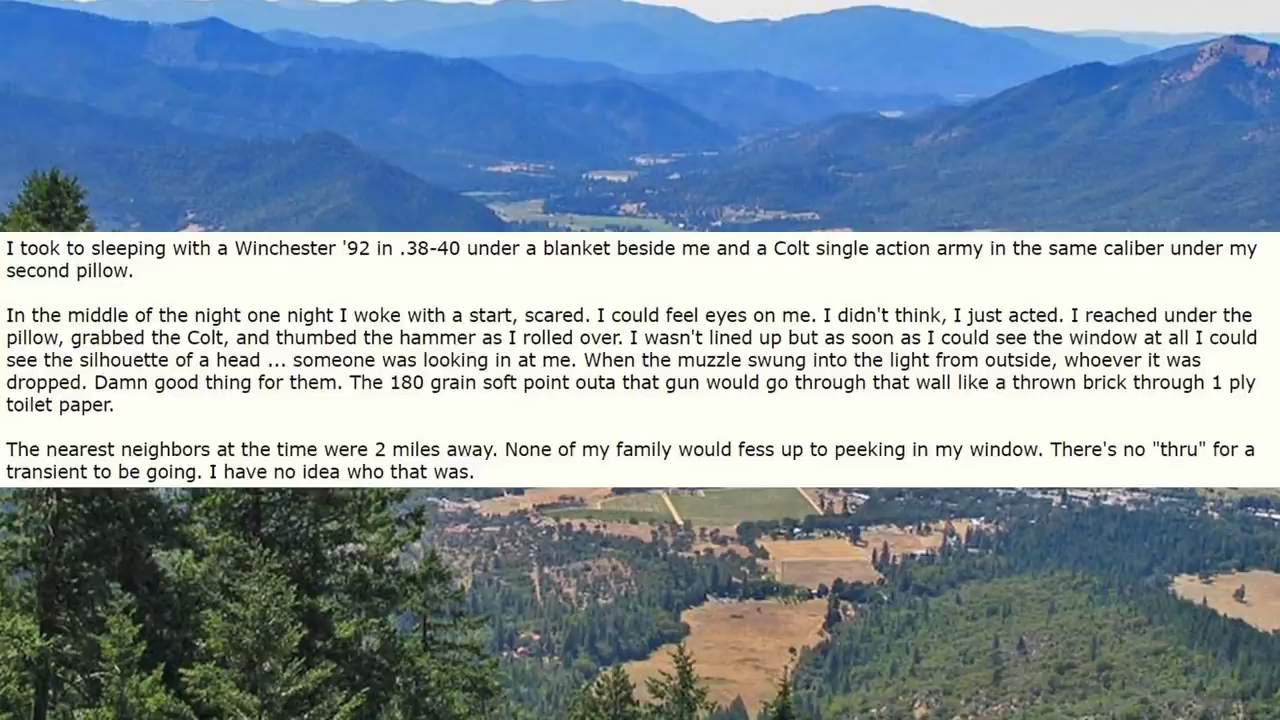 I took to sleeping with a Winchester '92 in .38-40 under a blanket beside me and a Colt single action army in the same caliber under my
second pillow.
In the middle of the night one night I woke with a start, scared. I could feel eyes on me. I didn't think, I just acted. I reached under the
pillow, grabbed the Colt, and thumbed the hammer as I rolled over. I wasn't lined up but as soon as I could see the window at all I could
see the silhouette of a head ... someone was looking in at me. When the muzzle swung into the light from outside, whoever it was
dropped. Damn good thing for them. The 180 grain soft point outa that gun would go through that wall like a thrown brick through 1 ply
toilet paper.
The nearest neighbors at the time were 2 miles away. None of my family would fess up to peeking in my window. There's no "thru" for a
transient to be going. I have no idea who that was.